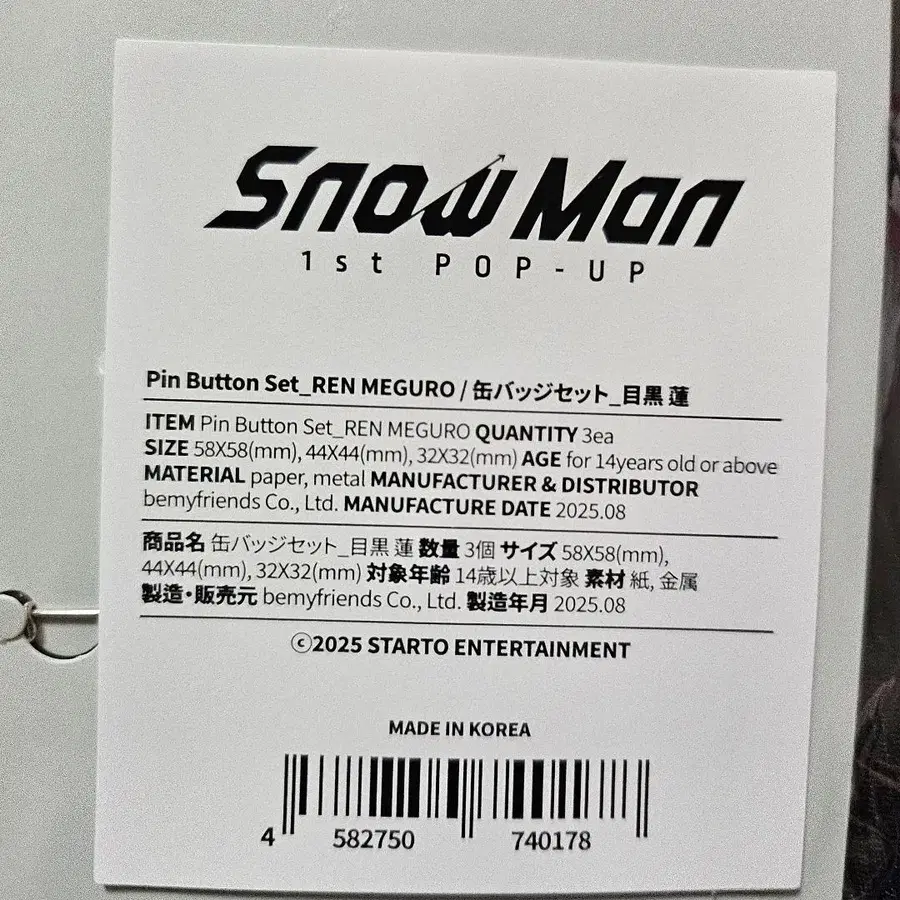 Snow Man
1st POP-UP
Pin Button Set_REN MEGURO / 缶バッジセット_目黒 蓮
ITEM Pin Button Set_REN MEGURO QUANTITY 3ea
SIZE 58X58(mm), 44X44(mm), 32X32(mm) AGE for 14years old or above
MATERIAL paper, metal MANUFACTURER & DISTRIBUTOR
bemyfriends Co., Ltd. MANUFACTURE DATE 2025.08
商品名 缶バッジセット_目黒 蓮 数量 3個 サイズ 58X58(mm),
44X44(mm), 32X32(mm) 対象年齢 14歳以上対象 素材 紙, 金属
製造・販売元 bemyfriends Co., Ltd. 製造年月 2025.08
©2025 STARTO ENTERTAINMENT
MADE IN KOREA
4 582750 740178